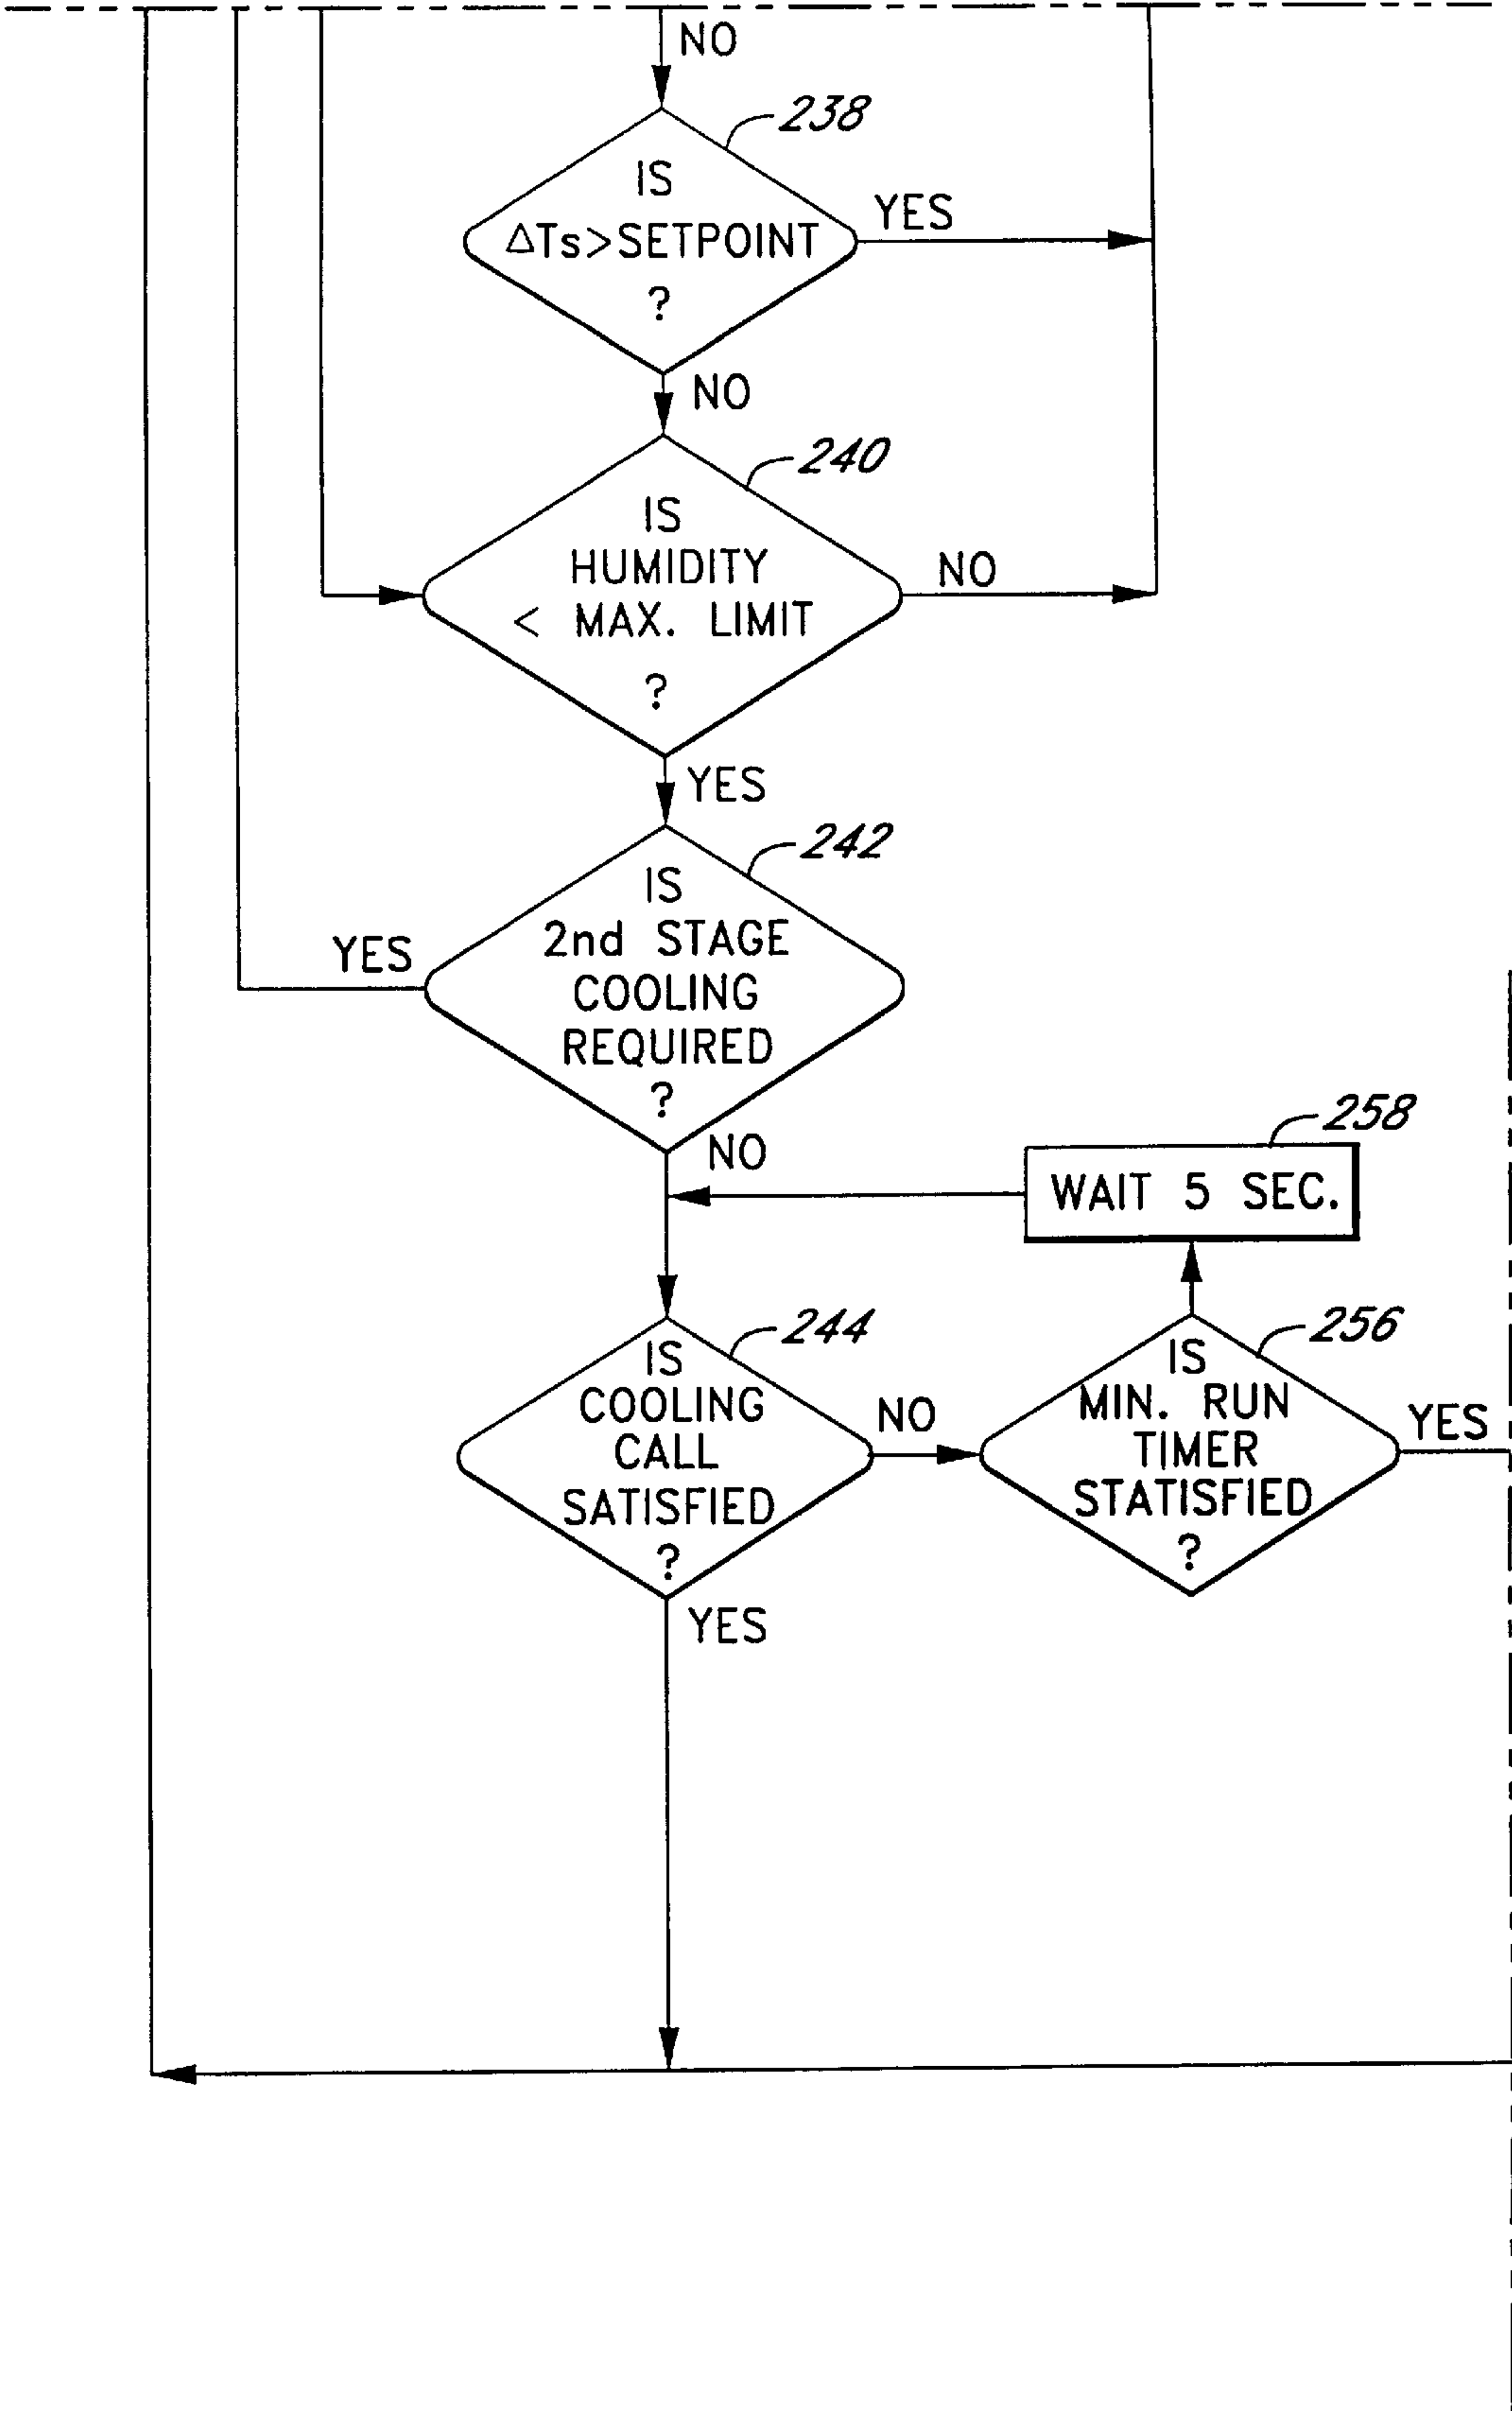 NO
238
IS
ΔTs>SETPOINT
?
YES
NO
240
IS
HUMIDITY
< MAX. LIMIT
?
NO
YES
242
IS
2nd STAGE
COOLING
REQUIRED
?
YES
NO
258
WAIT 5 SEC.
244
IS
COOLING
CALL
SATISFIED
?
NO
YES
256
IS
MIN. RUN
TIMER
STATISFIED
?
YES